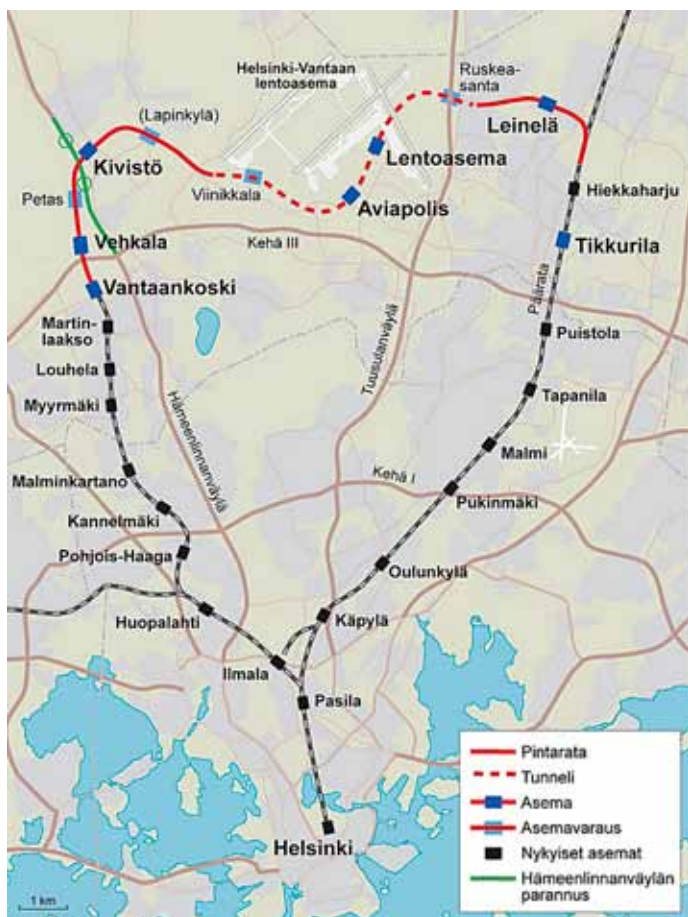 Helsinki-Vantaan
lentoasema
Ruskea-
santa
(Lapinkylä)
Leinelä
Kivistö
Lentoasema
Viinikkala
Hiekkaharju
Petas
Aviapolis
Vehkala
Kehä III
Tikkurila
Vantaankoski
Päärata
Martin-
laakso
Puistola
Tuusulanväylä
Louhela
Hämeenlinnanväylä
Myyrmäki
Tapanila
Malmi
Malminkartano
Kehä I
Pukinmäki
Kannelmäki
Pohjois-Haaga
Oulunkylä
Huopalahti
Käpylä
Ilmala
Pasila
Helsinki
Pintarata
Tunneli
Asema
Asemavaraus
Nykyiset asemat
Hämeenlinnanväylän
parannus
1 km